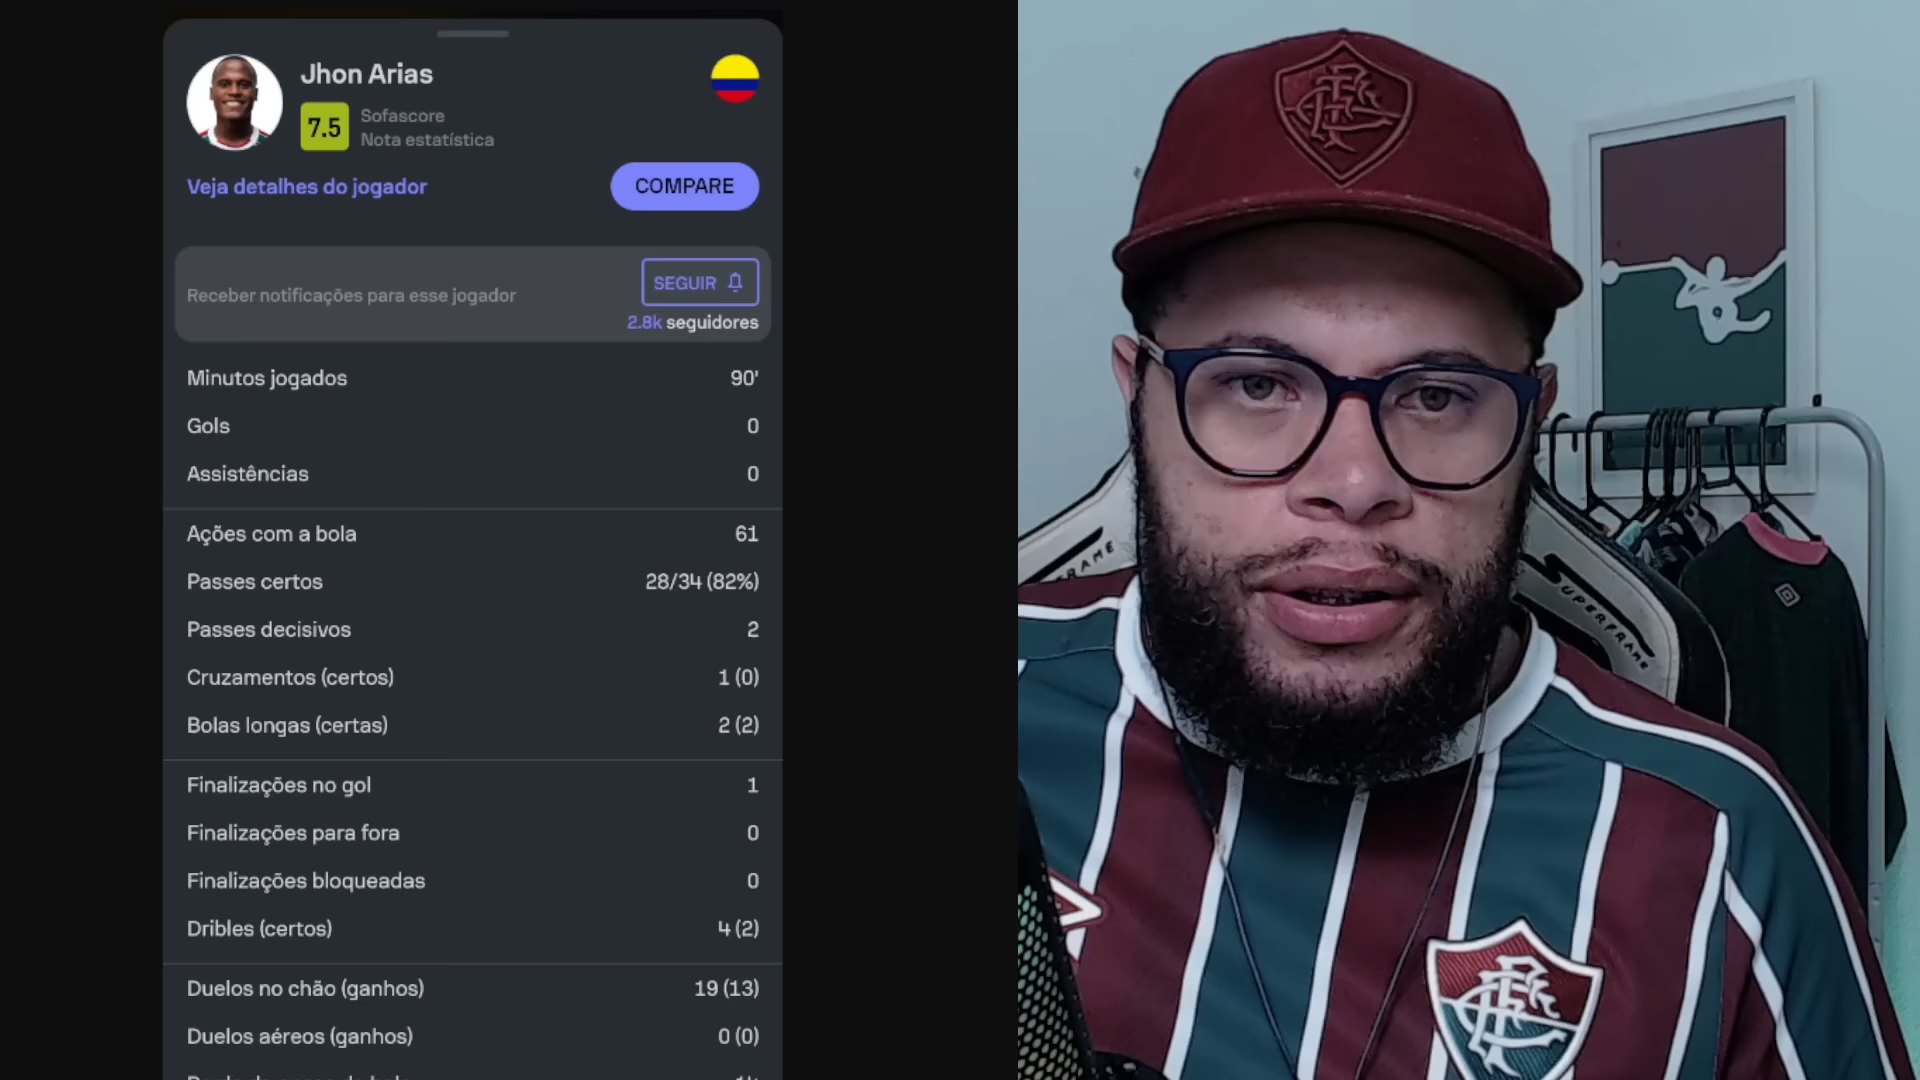 Jhon Arias
7.5
Sofascore
Nota estatística
Veja detalhes do jogador
COMPARE
Receber notificações para esse jogador
SEGUIR
2.8k seguidores
Minutos jogados 90'
Gols 0
Assistências 0
Ações com a bola 61
Passes certos 28/34 (82%)
Passes decisivos 2
Cruzamentos (certos) 1 (0)
Bolas longas (certas) 2 (2)
Finalizações no gol 1
Finalizações para fora 0
Finalizações bloqueadas 0
Dribles (certos) 4 (2)
Duelos no chão (ganhos) 19 (13)
Duelos aéreos (ganhos) 0 (0)
RAME
SUPERFRAME